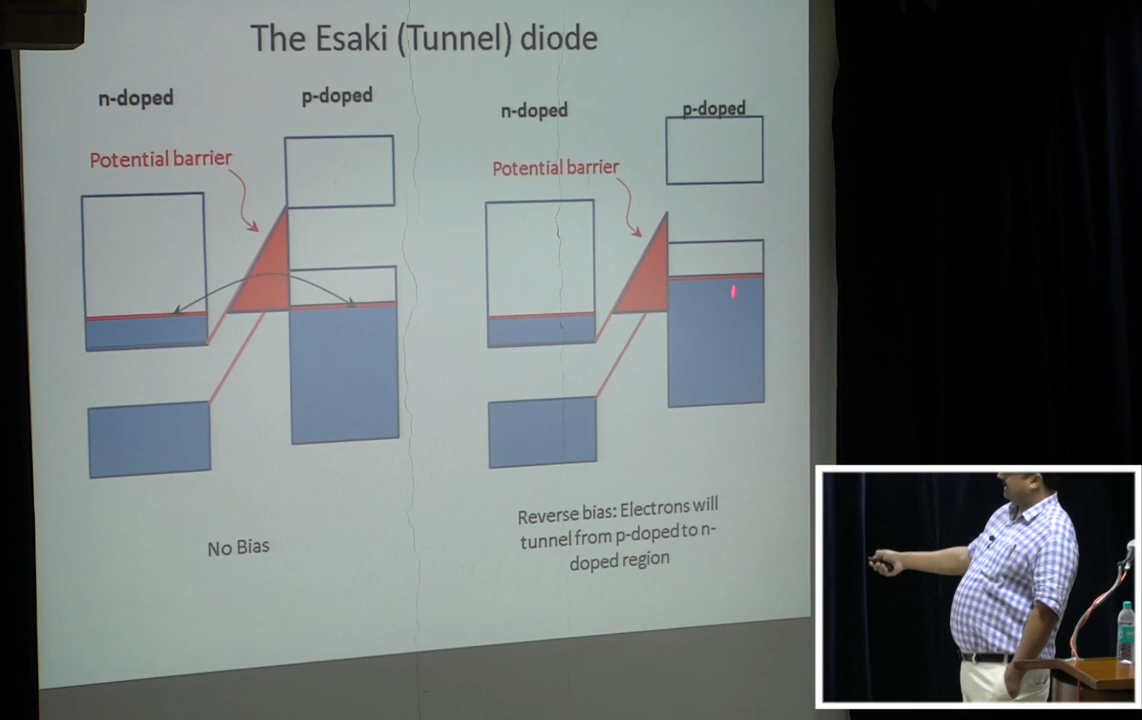 The Esaki (Tunnel) diode
n-doped
p-doped
Potential barrier
No Bias
n-doped
p-doped
Potential barrier
Reverse bias: Electrons will
tunnel from p-doped to n-
doped region